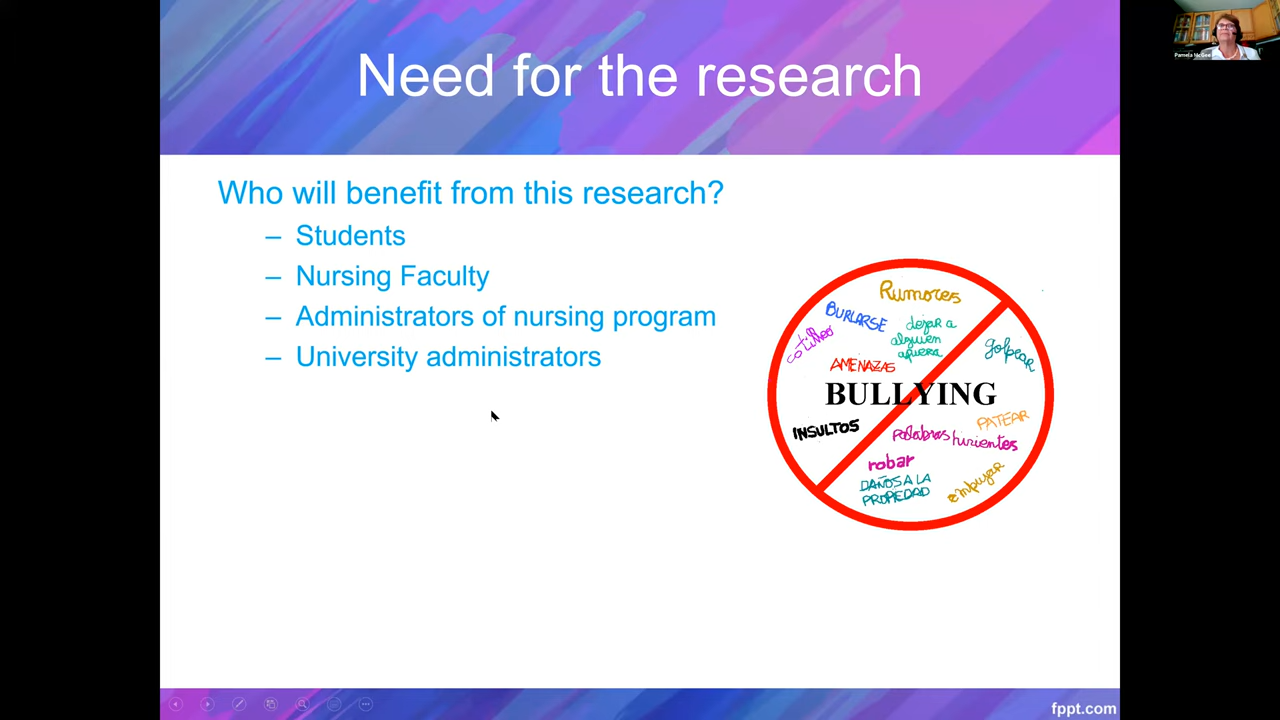 Need for the research
Who will benefit from this research?
– Students
– Nursing Faculty
– Administrators of nursing program
– University administrators
Rumores
BURLARSE
dejar a
alguien
afuera
cotilleo
golpear
AMENAZAS
BULLYING
INSULTOS
PATEAR
palabras hurientes
robar
DAÑOS A LA
PROPIEDAD
empujar
fppt.com